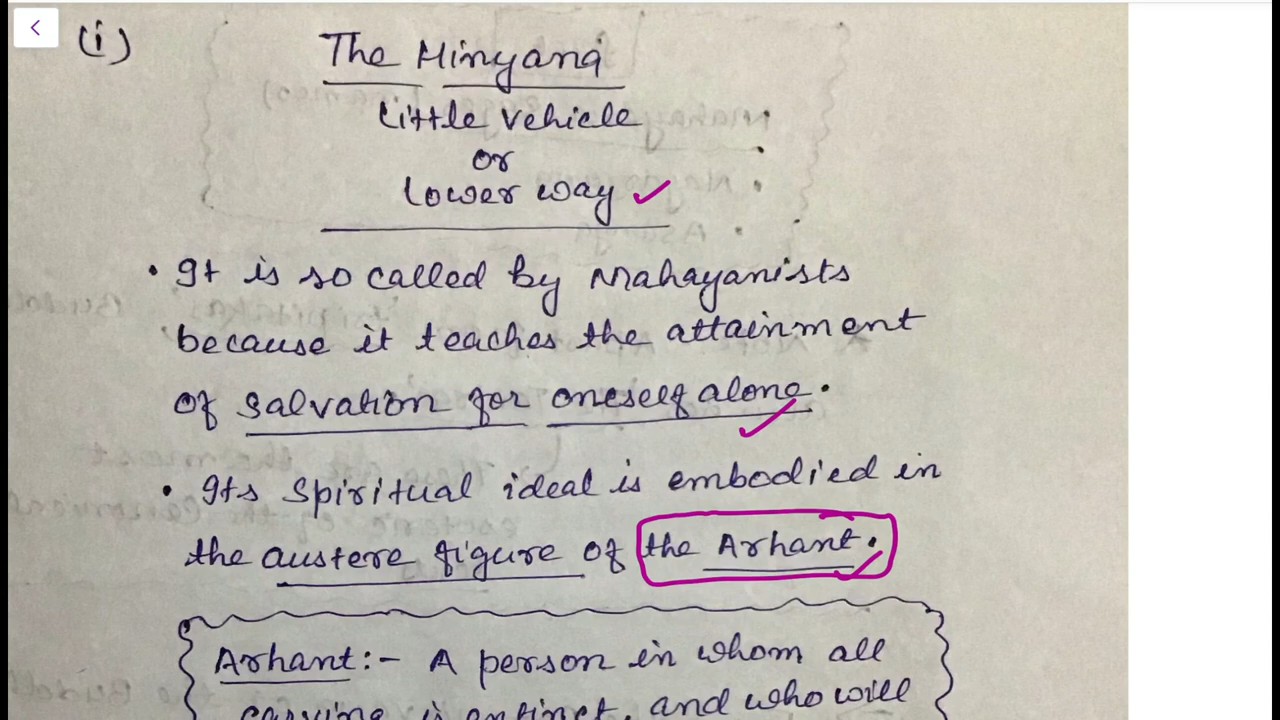 (i)
The Hinyana
Little vehicle
or
Lower way
• It is so called by Mahayanists
because it teaches the attainment
of salvation for oneself alone.
• Its spiritual ideal is embodied in
the austere figure of the Arhant.
Arhant:- A person in whom all
is extinct, and who will